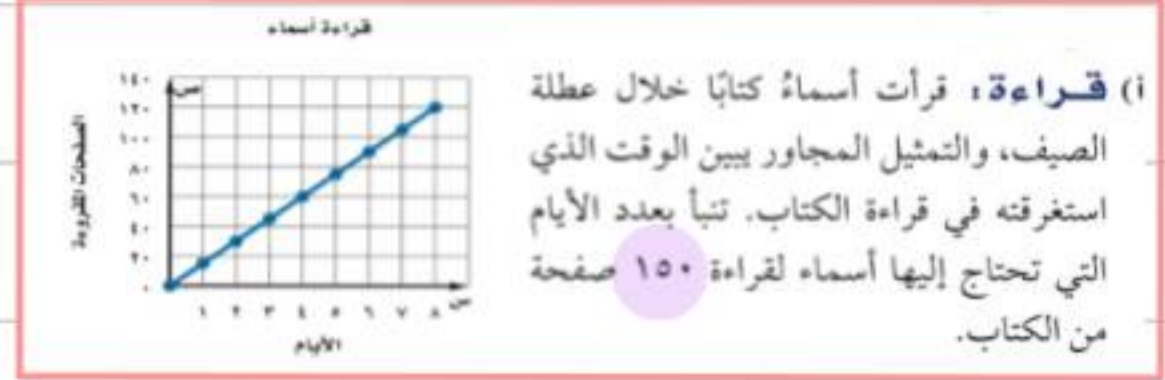 أ) قراءة: قرأت أسماءُ كتابًا خلال عطلة
الصيف، والتمثيل المجاور يبين الوقت الذي
استغرقته في قراءة الكتاب. تنبأ بعدد الأيام
التي تحتاج إليها أسماء لقراءة ١٥٠ صفحة
من الكتاب.
قراءة أسماء
الصفحات المقروءة
١٤٠
١٢٠
١٠٠
٨٠
٦٠
٤٠
٢٠
٠
ص
١ ٢ ٣ ٤ ٥ ٦ ٧ ٨ س
الأيام